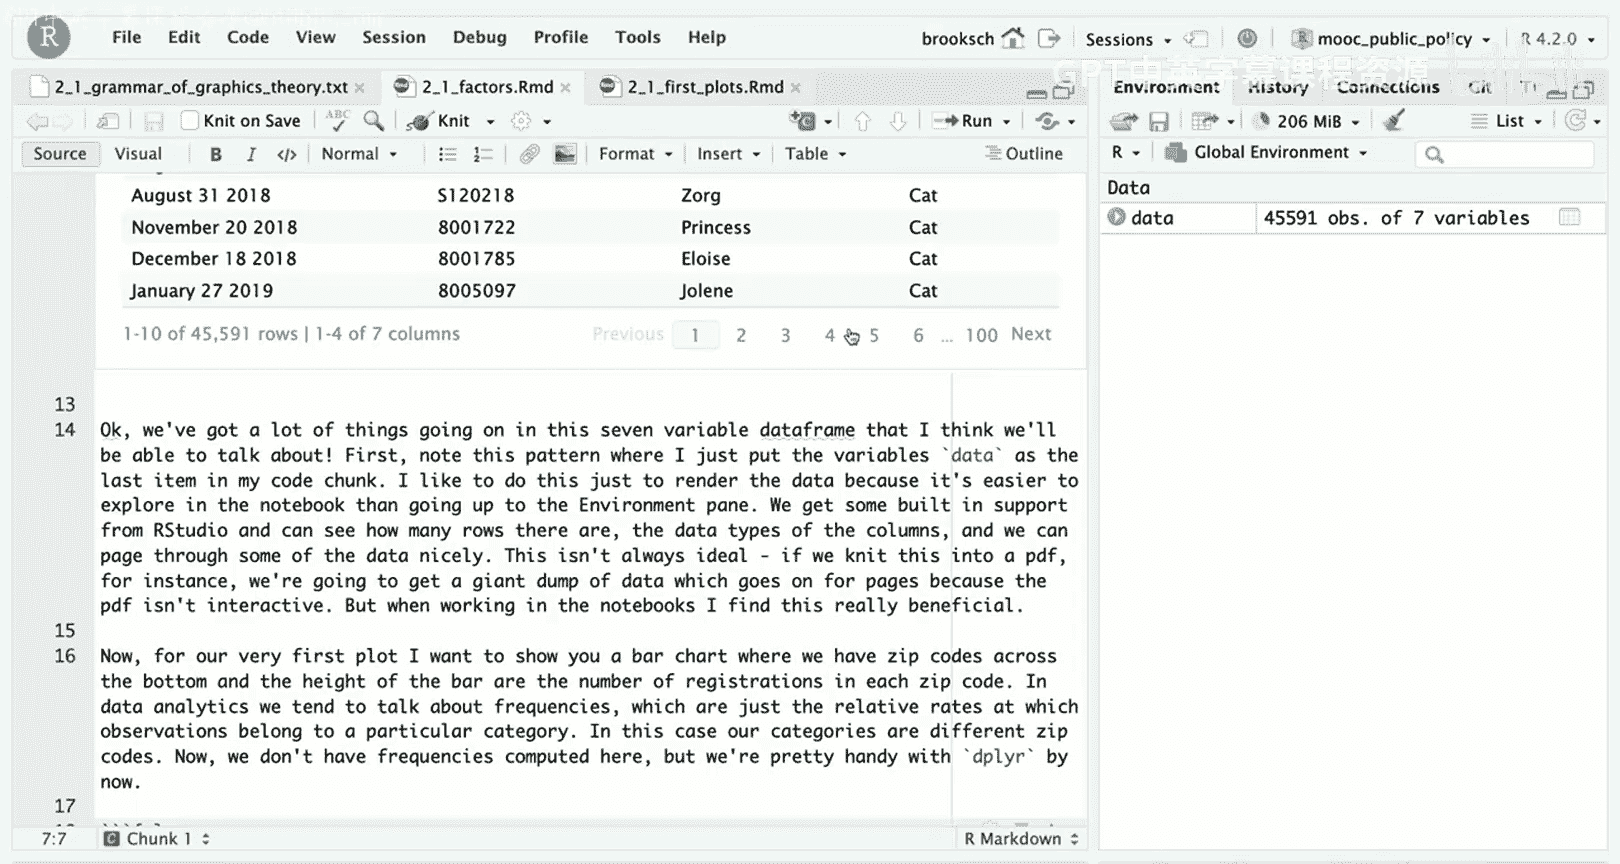 R File Edit Code View Session Debug Profile Tools Help brooksch Sessions mooc_public_policy R 4.2.0
GPT中英字幕课程资源
2_1_grammar_of_graphics_theory.txt × 2_1_factors.Rmd × 2_1_first_plots.Rmd × Environment History Connections Git
Knit on Save ABC Knit Run 206 MiB List
Source Visual B I </> Normal Format Insert Table Outline R Global Environment
Data
data 45591 obs. of 7 variables
August 31 2018 S120218 Zorg Cat
November 20 2018 8001722 Princess Cat
December 18 2018 8001785 Eloise Cat
January 27 2019 8005097 Jolene Cat
1-10 of 45,591 rows | 1-4 of 7 columns Previous 1 2 3 4 5 6 ... 100 Next
13
14 Ok, we've got a lot of things going on in this seven variable dataframe that I think we'll
be able to talk about! First, note this pattern where I just put the variables `data` as the
last item in my code chunk. I like to do this just to render the data because it's easier to
explore in the notebook than going up to the Environment pane. We get some built in support
from RStudio and can see how many rows there are, the data types of the columns, and we can
page through some of the data nicely. This isn't always ideal - if we knit this into a pdf,
for instance, we're going to get a giant dump of data which goes on for pages because the
pdf isn't interactive. But when working in the notebooks I find this really beneficial.
15
16 Now, for our very first plot I want to show you a bar chart where we have zip codes across
the bottom and the height of the bar are the number of registrations in each zip code. In
data analytics we tend to talk about frequencies, which are just the relative rates at which
observations belong to a particular category. In this case our categories are different zip
codes. Now, we don't have frequencies computed here, but we're pretty handy with `dplyr` by
now.
17
7:7 C Chunk 1 R Markdown